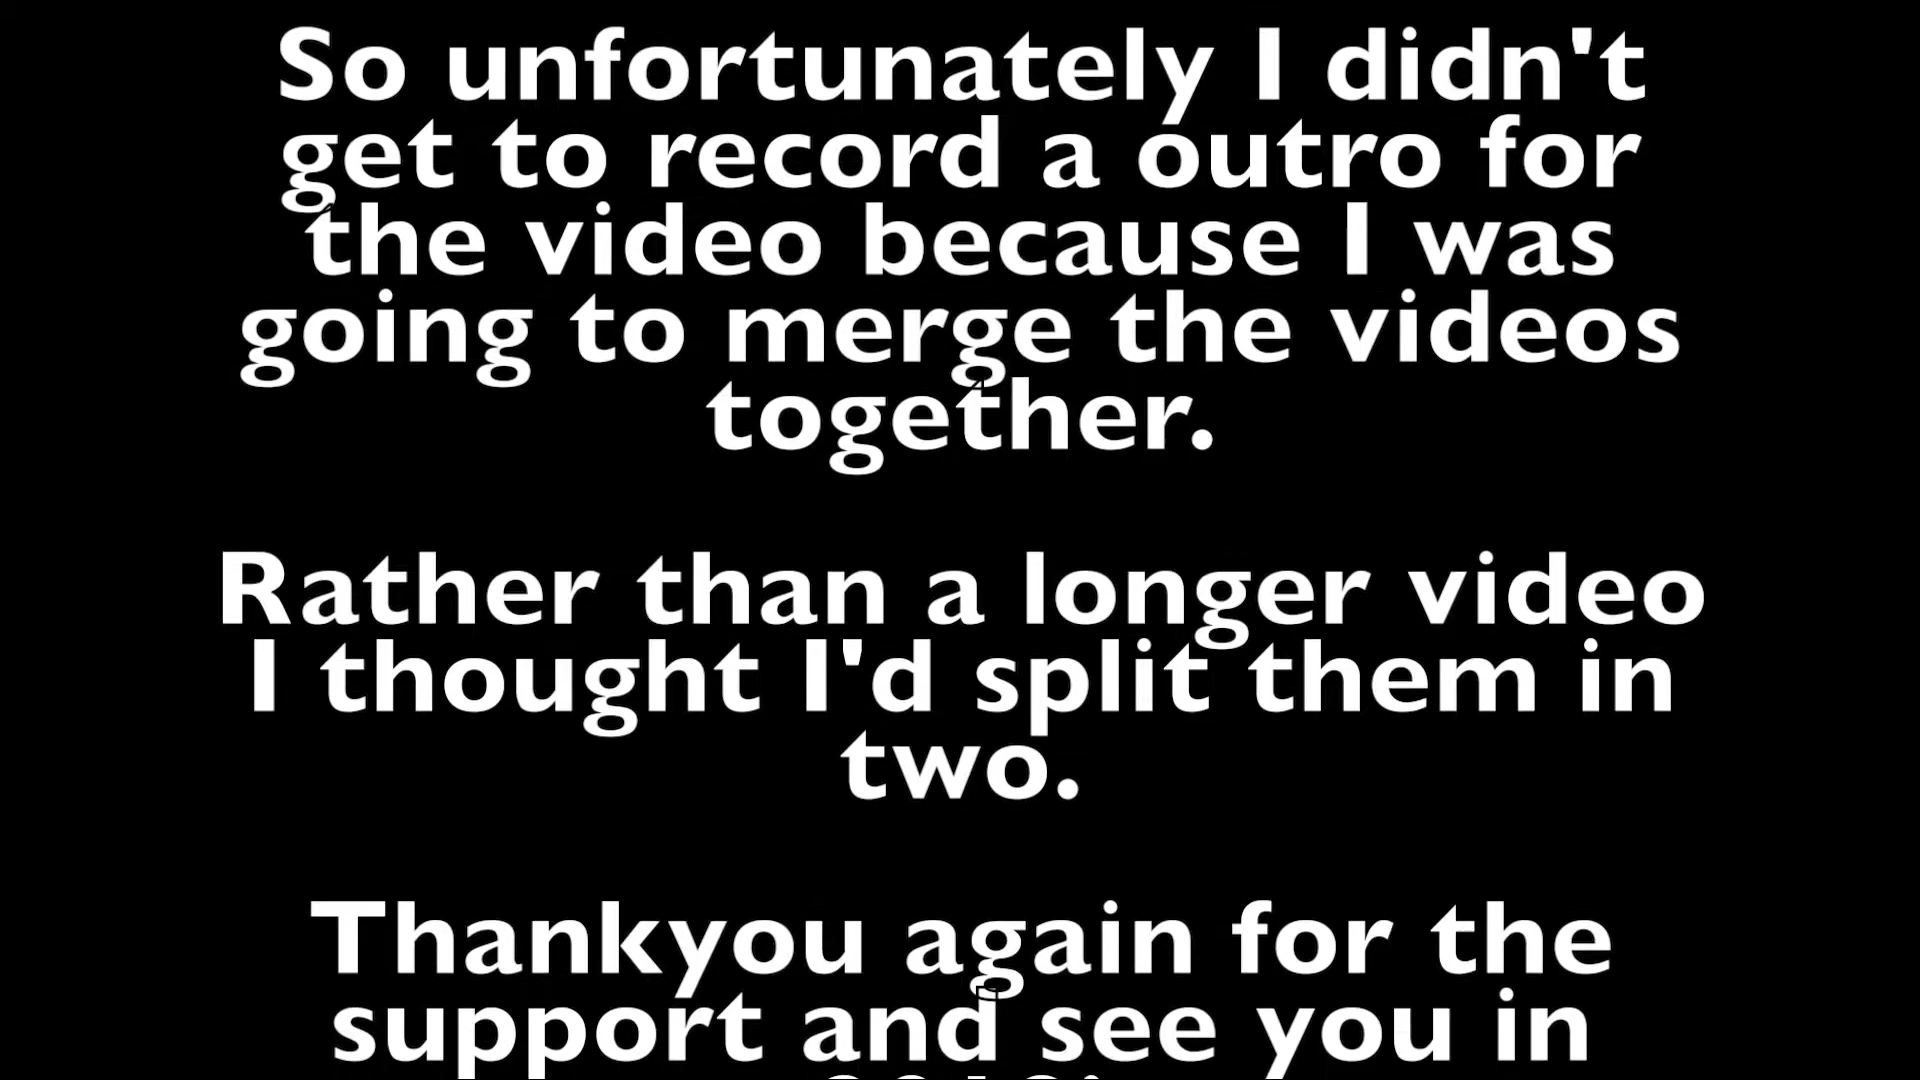 So unfortunately I didn't
get to record a outro for
the video because I was
going to merge the videos
together.
Rather than a longer video
I thought I'd split them in
two.
Thankyou again for the
support and see you in